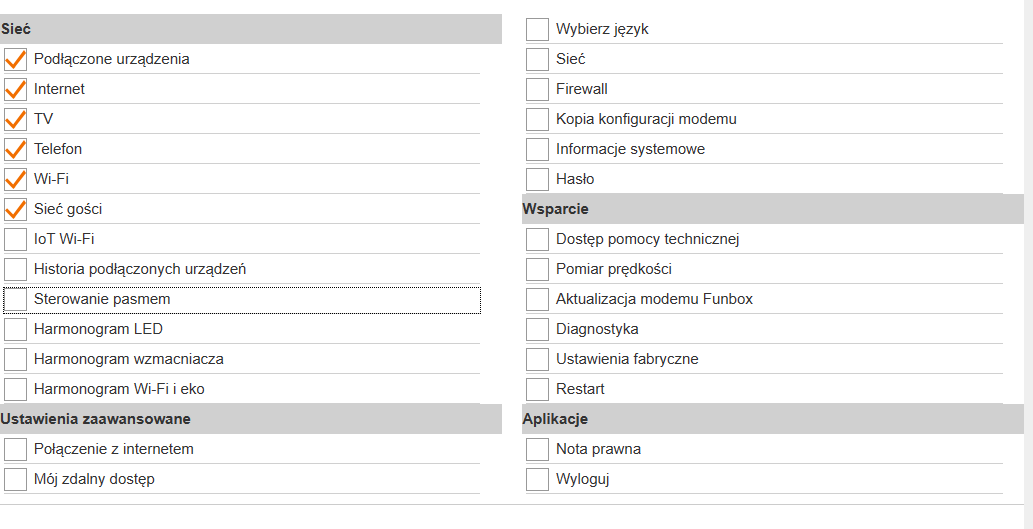 Sieć
Podłączone urządzenia
Internet
TV
Telefon
Wi-Fi
Sieć gości
IoT Wi-Fi
Historia podłączonych urządzeń
Sterowanie pasmem
Harmonogram LED
Harmonogram wzmacniacza
Harmonogram Wi-Fi i eko
Ustawienia zaawansowane
Połączenie z internetem
Mój zdalny dostęp
Wybierz język
Sieć
Firewall
Kopia konfiguracji modemu
Informacje systemowe
Hasło
Wsparcie
Dostęp pomocy technicznej
Pomiar prędkości
Aktualizacja modemu Funbox
Diagnostyka
Ustawienia fabryczne
Restart
Aplikacje
Nota prawna
Wyloguj